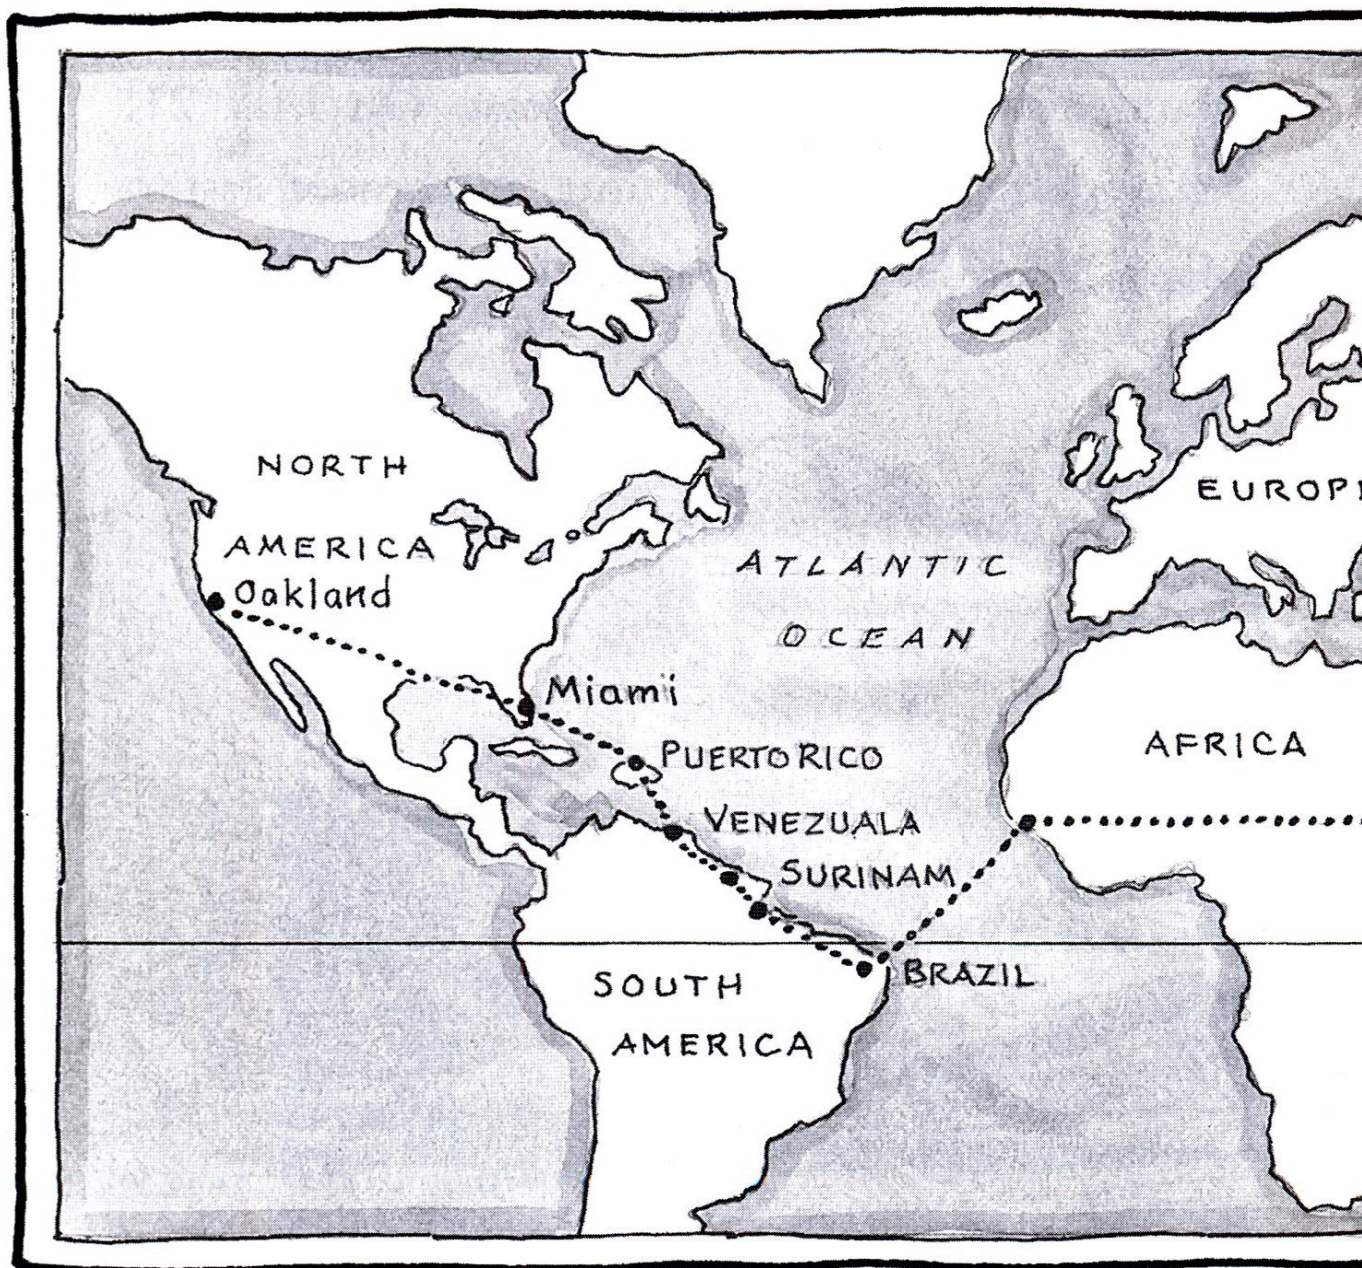 NORTH
AMERICA
Oakland
ATLANTIC
OCEAN
EUROP
Miami
PUERTO RICO
AFRICA
VENEZUALA
SURINAM
BRAZIL
SOUTH
AMERICA